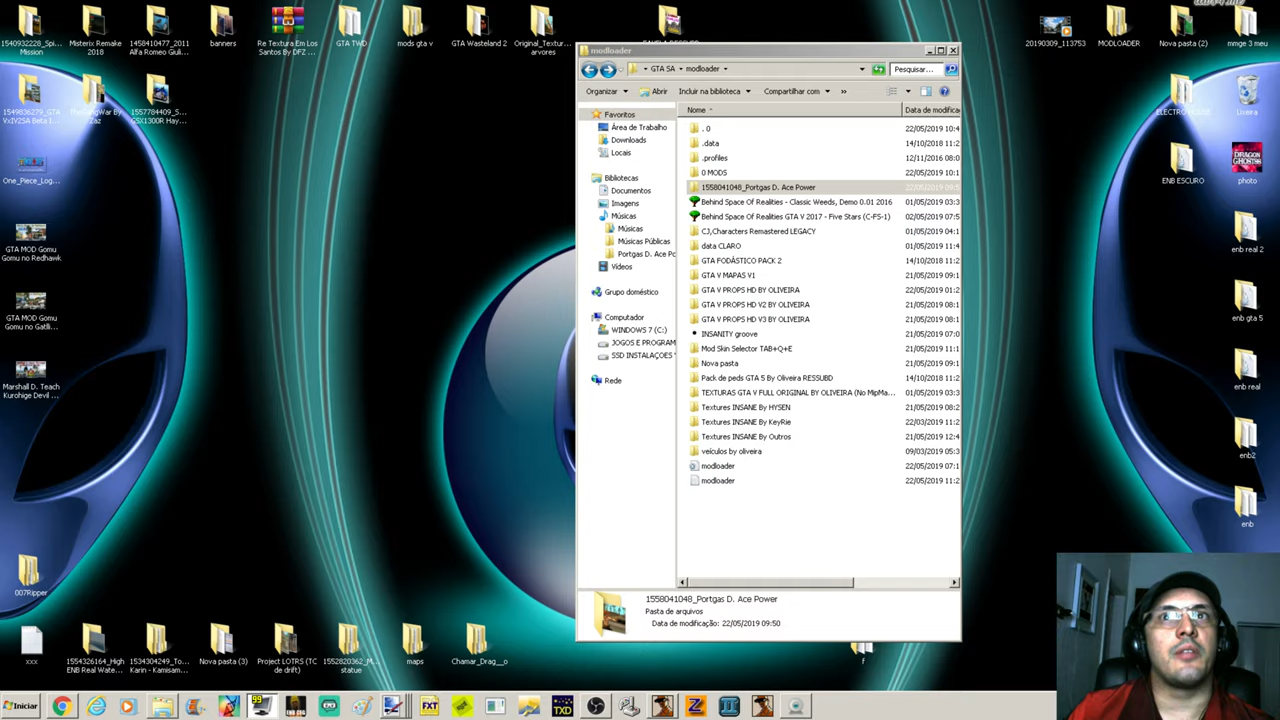 1540932228_Spi...
Mission
Misterix Remake
2018
1458410477_2011
Alfa Romeo Giuli...
banners
Re Textura Em Los
Santos By DFZ ...
GTA TWD
mods gta v
GTA Wasteland 2
Original_Textur...
arvores
20190309_113753
MODLOADER
Nova pasta (2)
mmge 3 meu
1549836279_GTA
VxIV2SA Beta 1...
TheGangWar By
Zaz
1557784409_S...
GSX1300R Hay...
Lixeira
One_Piece_Log...
ENB ESCURO
photo
GTA MOD Gomu
Gomu no Redhawk
enb real 2
GTA MOD Gomu
Gomu no Gatlli...
enb gta 5
Marshall D. Teach
Kurohige Devil ...
enb real
enb2
enb
007Ripper
modloader
GTA SA
modloader
Pesquisar...
Organizar
Abrir
Incluir na biblioteca
Compartilhar com
»
Favoritos
Área de Trabalho
Downloads
Locais
Bibliotecas
Documentos
Imagens
Músicas
Músicas
Músicas Públicas
Portgas D. Ace Po
Vídeos
Grupo doméstico
Computador
WINDOWS 7 (C:)
JOGOS E PROGRAM
SSD INSTALAÇOES
Rede
Nome
Data de modifica
. 0
22/05/2019 10:4
.data
14/10/2018 11:2
.profiles
12/11/2016 08:0
0 MODS
22/05/2019 10:1
1558041048_Portgas D. Ace Power
22/05/2019 09:5
Behind Space Of Realities - Classic Weeds, Demo 0.01 2016
01/05/2019 03:3
Behind Space Of Realities GTA V 2017 - Five Stars (C-FS-1)
02/05/2019 07:5
CJ,Characters Remastered LEGACY
01/05/2019 04:1
data CLARO
01/05/2019 11:4
GTA FODÁSTICO PACK 2
14/10/2018 11:2
GTA V MAPAS V1
21/05/2019 09:1
GTA V PROPS HD BY OLIVEIRA
22/05/2019 01:2
GTA V PROPS HD V2 BY OLIVEIRA
21/05/2019 08:1
GTA V PROPS HD V3 BY OLIVEIRA
21/05/2019 08:1
INSANITY groove
21/05/2019 07:0
Mod Skin Selector TAB+Q+E
21/05/2019 11:1
Nova pasta
21/05/2019 09:1
Pack de peds GTA 5 By Oliveira RESSUBD
14/10/2018 11:2
TEXTURAS GTA V FULL ORIGINAL BY OLIVEIRA (No MipMa...
01/05/2019 03:3
Textures INSANE By HYSEN
21/05/2019 08:2
Textures INSANE By KeyRie
22/03/2019 11:2
Textures INSANE By Outros
21/05/2019 12:4
veículos by oliveira
09/03/2019 05:3
modloader
22/05/2019 07:1
modloader
22/05/2019 11:2
1558041048_Portgas D. Ace Power
Pasta de arquivos
Data de modificação: 22/05/2019 09:50
xxx
1554326164_High
ENB Real Wate...
1534304249_To...
Karin - Kamisam...
Nova pasta (3)
Project LOTRS (TC
de drift)
1552820362_M...
statue
maps
Chamar_Drag__o
f
Iniciar
99
FXT
TXD